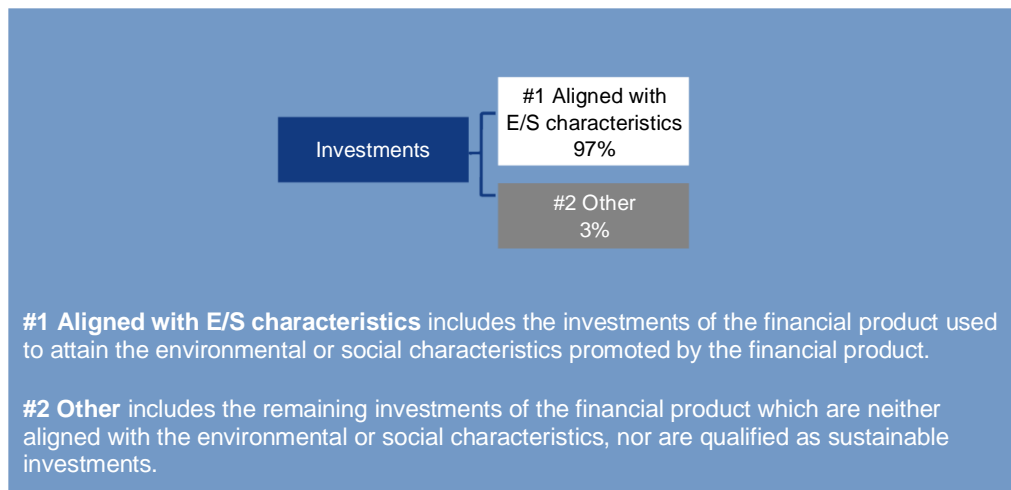 #1 Aligned with
E/S characteristics
97%
Investments
#2 Other
3%
#1 Aligned with E/S characteristics includes the investments of the financial product used
to attain the environmental or social characteristics promoted by the financial product.
#2 Other includes the remaining investments of the financial product which are neither
aligned with the environmental or social characteristics, nor are qualified as sustainable
investments.